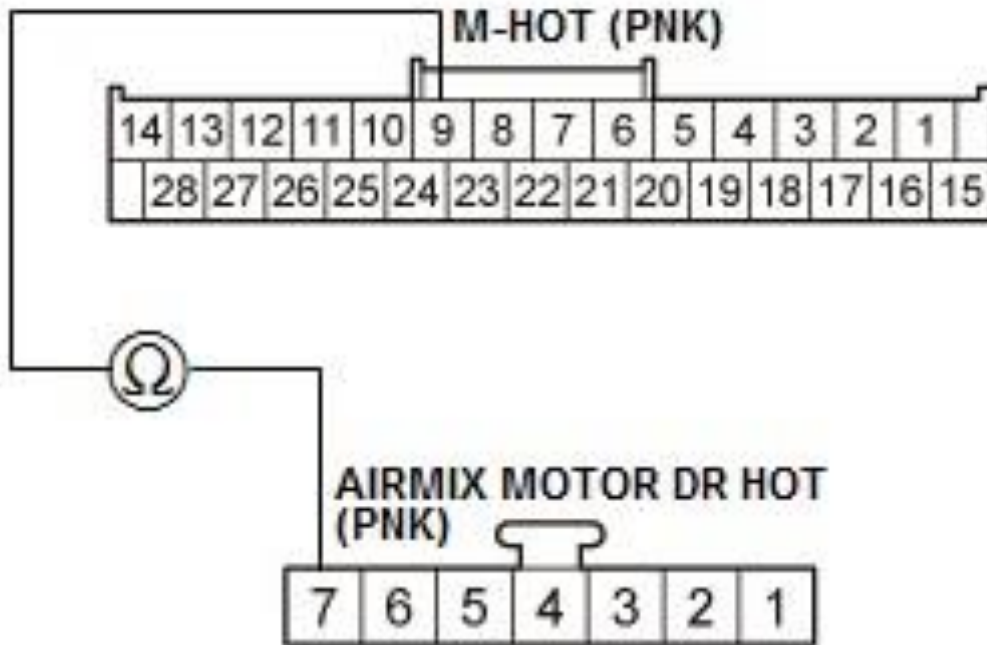 M-HOT (PNK)
14 13 12 11 10 9 8 7 6 5 4 3 2 1
28 27 26 25 24 23 22 21 20 19 18 17 16 15
Ω
AIRMIX MOTOR DR HOT
(PNK)
7 6 5 4 3 2 1